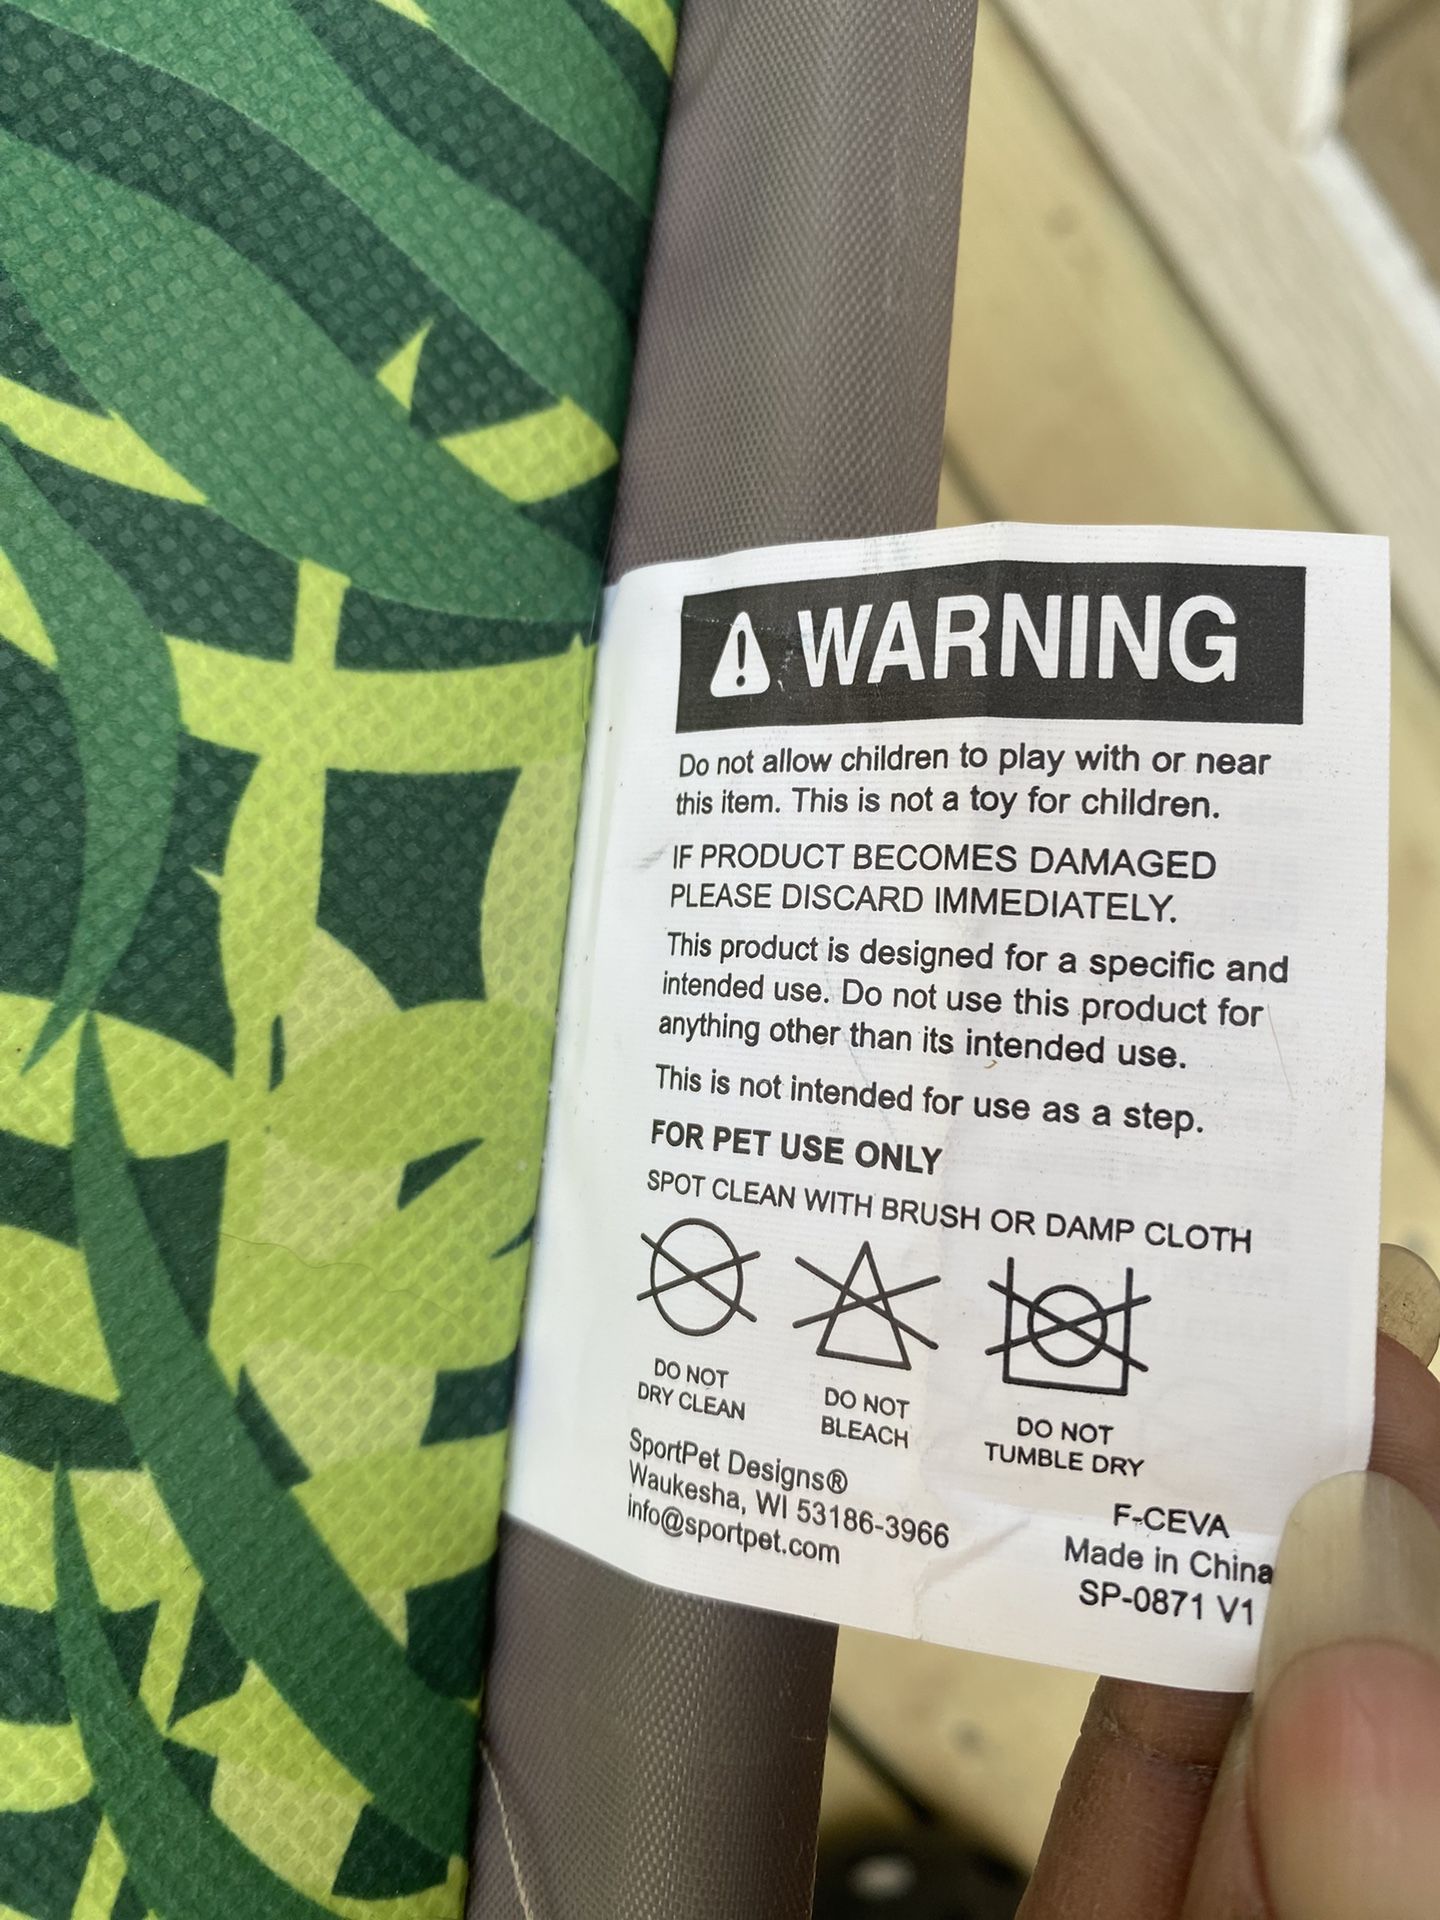 WARNING
Do not allow children to play with or near
this item. This is not a toy for children.
IF PRODUCT BECOMES DAMAGED
PLEASE DISCARD IMMEDIATELY.
This product is designed for a specific and
intended use. Do not use this product for
anything other than its intended use.
This is not intended for use as a step.
FOR PET USE ONLY
SPOT CLEAN WITH BRUSH OR DAMP CLOTH
DO NOT
DRY CLEAN
DO NOT
BLEACH
DO NOT
TUMBLE DRY
SportPet Designs®
Waukesha, WI 53186-3966
info@sportpet.com
F-CEVA
Made in China
SP-0871 V1